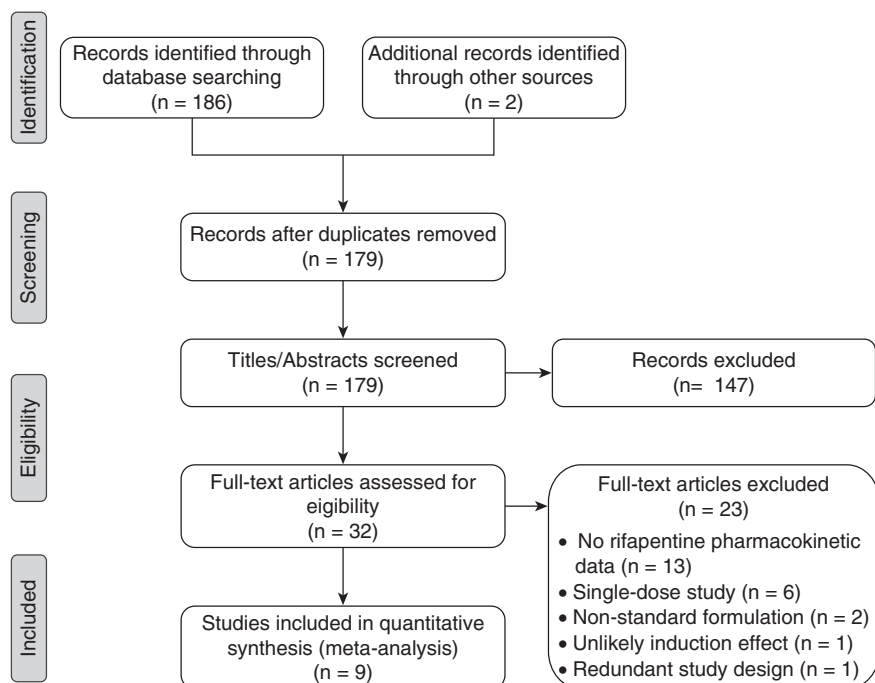 Identification
Records identified through
database searching
(n = 186)
Additional records identified
through other sources
(n = 2)
Screening
Records after duplicates removed
(n = 179)
Titles/Abstracts screened
(n = 179)
Records excluded
(n= 147)
Eligibility
Full-text articles assessed for
eigibility
(n = 32)
Full-text articles excluded
(n = 23)
• No rifapentine pharmacokinetic
data (n = 13)
• Single-dose study (n = 6)
• Non-standard formulation (n = 2)
• Unlikely induction effect (n = 1)
• Redundant study design (n = 1)
Included
Studies included in quantitative
synthesis (meta-analysis)
(n = 9)